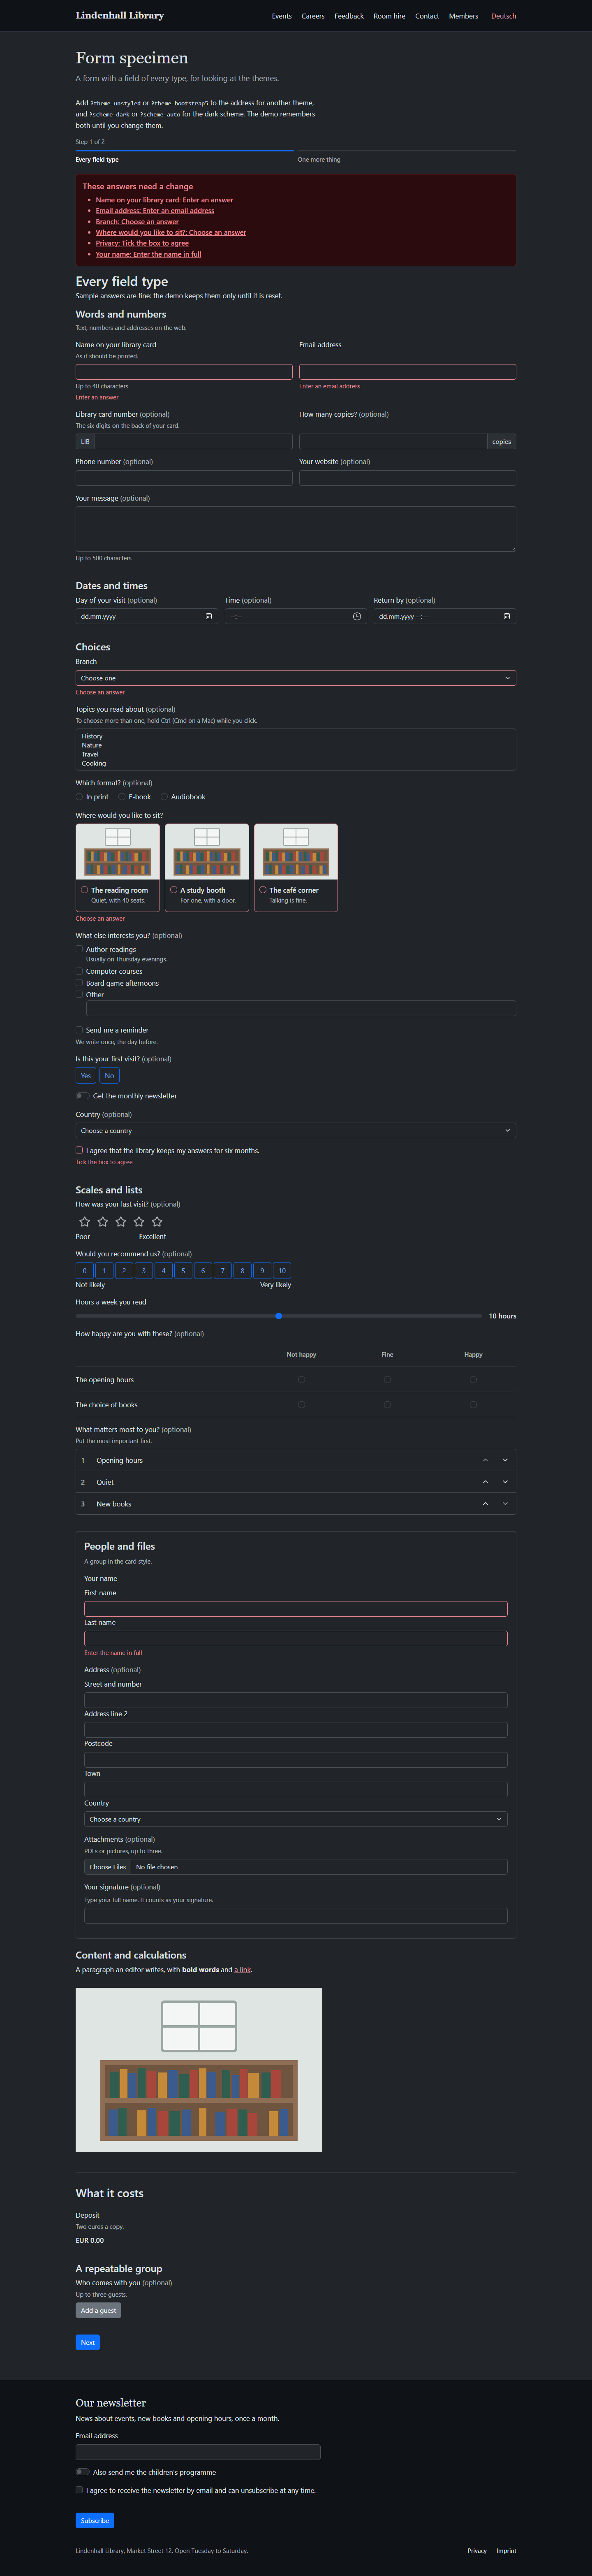 Lindenhall Library
Events Careers Feedback Room hire Contact Members Deutsch
Form specimen
A form with a field of every type, for looking at the themes.
Add ?theme=unstyled or ?theme=bootstrap5 to the address for another theme,
and ?scheme=dark or ?scheme=auto for the dark scheme. The demo remembers
both until you change them.
Step 1 of 2
Every field type One more thing
These answers need a change
Name on your library card: Enter an answer
Email address: Enter an email address
Branch: Choose an answer
Where would you like to sit?: Choose an answer
Privacy: Tick the box to agree
Your name: Enter the name in full
Every field type
Sample answers are fine: the demo keeps them only until it is reset.
Words and numbers
Text, numbers and addresses on the web.
Name on your library card Email address
As it should be printed.
Up to 40 characters Enter an email address
Enter an answer
Library card number (optional) How many copies? (optional)
The six digits on the back of your card.
LIB copies
Phone number (optional) Your website (optional)
Your message (optional)
Up to 500 characters
Dates and times
Day of your visit (optional) Time (optional) Return by (optional)
dd.mm.yyyy --:-- dd.mm.yyyy --:--
Choices
Branch
Choose one
Choose an answer
Topics you read about (optional)
To choose more than one, hold Ctrl (Cmd on a Mac) while you click.
History
Nature
Travel
Cooking
Which format? (optional)
In print E-book Audiobook
Where would you like to sit?
The reading room A study booth The café corner
Quiet, with 40 seats. For one, with a door. Talking is fine.
Choose an answer
What else interests you? (optional)
Author readings
Usually on Thursday evenings.
Computer courses
Board game afternoons
Other
Send me a reminder
We write once, the day before.
Is this your first visit? (optional)
Yes No
Get the monthly newsletter
Country (optional)
Choose a country
I agree that the library keeps my answers for six months.
Tick the box to agree
Scales and lists
How was your last visit? (optional)
Poor Excellent
Would you recommend us? (optional)
0 1 2 3 4 5 6 7 8 9 10
Not likely Very likely
Hours a week you read
10 hours
How happy are you with these? (optional)
Not happy Fine Happy
The opening hours
The choice of books
What matters most to you? (optional)
Put the most important first.
1 Opening hours
2 Quiet
3 New books
People and files
A group in the card style.
Your name
First name
Last name
Enter the name in full
Address (optional)
Street and number
Address line 2
Postcode
Town
Country
Choose a country
Attachments (optional)
PDFs or pictures, up to three.
Choose Files No file chosen
Your signature (optional)
Type your full name. It counts as your signature.
Content and calculations
A paragraph an editor writes, with bold words and a link.
What it costs
Deposit
Two euros a copy.
EUR 0.00
A repeatable group
Who comes with you (optional)
Up to three guests.
Add a guest
Next
Our newsletter
News about events, new books and opening hours, once a month.
Email address
Also send me the children's programme
I agree to receive the newsletter by email and can unsubscribe at any time.
Subscribe
Lindenhall Library, Market Street 12. Open Tuesday to Saturday. Privacy Imprint